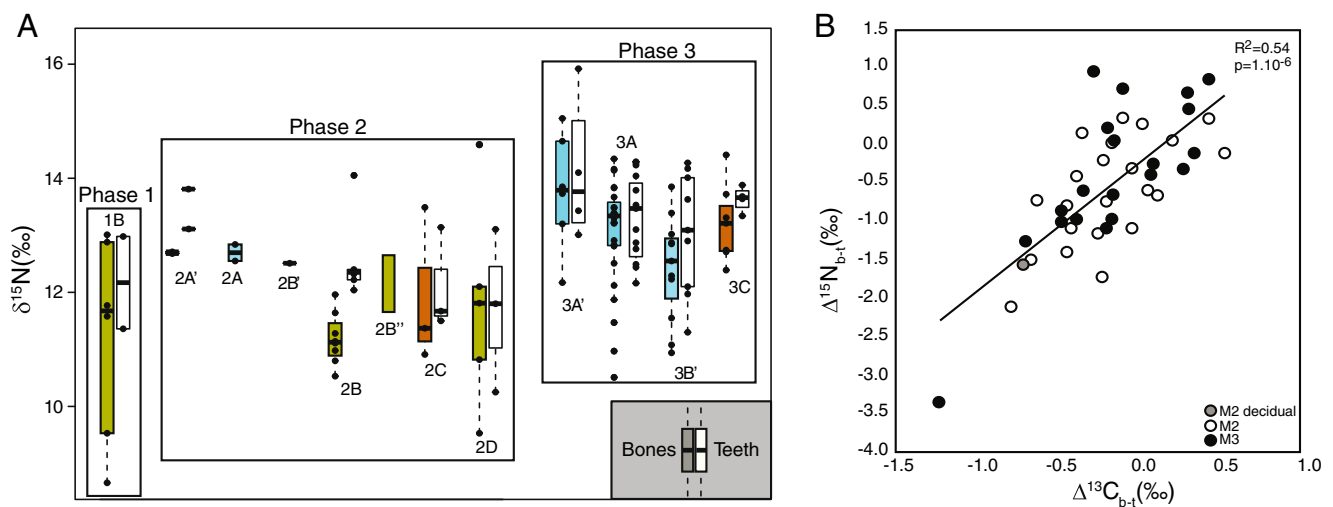 A
δ15N(‰)
16
14
12
10
Phase 1
1B
Phase 2
2A'
2A
2B'
2B
2B''
2C
2D
Phase 3
3A'
3A
3B'
3C
Bones
Teeth
B
Δ15Nb-t(‰)
1.5
1.0
0.5
0.0
-0.5
-1.0
-1.5
-2.0
-2.5
-3.0
-3.5
-4.0
R2=0.54
p=1.10-6
M2 decidual
M2
M3
-1.5
-1.0
-0.5
0.0
0.5
1.0
Δ13Cb-t(‰)